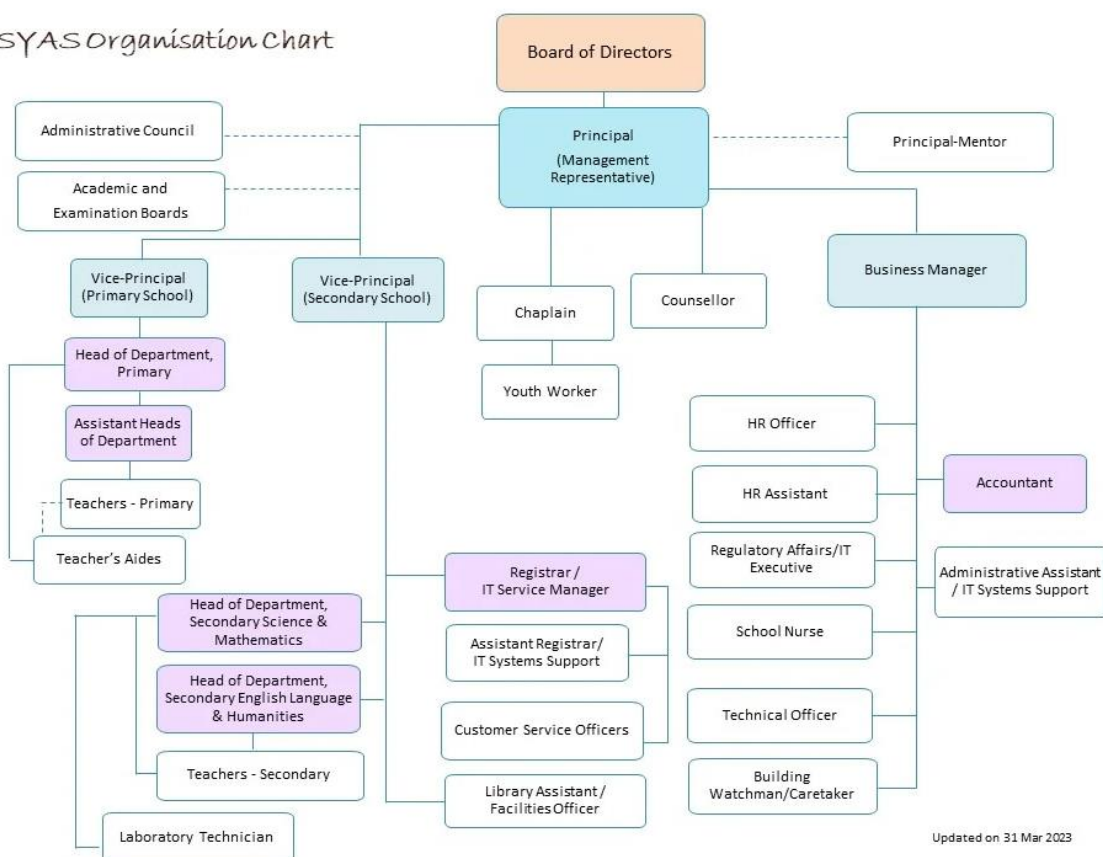 SYAS Organisation Chart
Board of Directors
Administrative Council
Principal
(Management
Representative)
Principal-Mentor
Academic and
Examination Boards
Vice-Principal
(Primary School)
Vice-Principal
(Secondary School)
Business Manager
Chaplain
Counsellor
Youth Worker
Head of Department,
Primary
Assistant Heads
of Department
Teachers - Primary
Teacher's Aides
HR Officer
HR Assistant
Accountant
Regulatory Affairs/IT
Executive
Administrative Assistant
/ IT Systems Support
School Nurse
Technical Officer
Building
Watchman/Caretaker
Registrar /
IT Service Manager
Assistant Registrar/
IT Systems Support
Customer Service Officers
Library Assistant /
Facilities Officer
Head of Department,
Secondary Science &
Mathematics
Head of Department,
Secondary English Language
& Humanities
Teachers - Secondary
Laboratory Technician
Updated on 31 Mar 2023